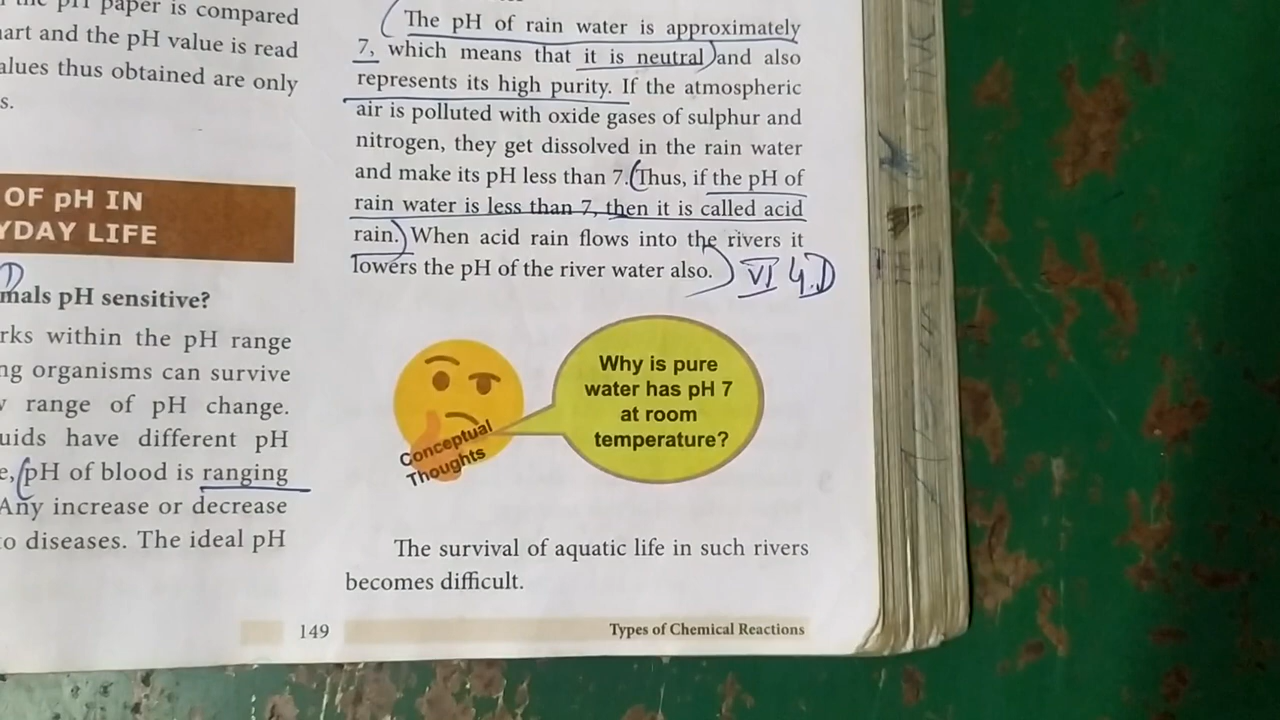 the pH paper is compared
art and the pH value is read
alues thus obtained are only
s.
OF pH IN
YDAY LIFE
mals pH sensitive?
rks within the pH range
ng organisms can survive
range of pH change.
uids have different pH
e, pH of blood is ranging
Any increase or decrease
to diseases. The ideal pH
The pH of rain water is approximately
7, which means that it is neutral and also
represents its high purity. If the atmospheric
air is polluted with oxide gases of sulphur and
nitrogen, they get dissolved in the rain water
and make its pH less than 7. Thus, if the pH of
rain water is less than 7, then it is called acid
rain. When acid rain flows into the rivers it
lowers the pH of the river water also.
VI 4.D
Why is pure
water has pH 7
at room
temperature?
Conceptual
Thoughts
The survival of aquatic life in such rivers
becomes difficult.
149
Types of Chemical Reactions